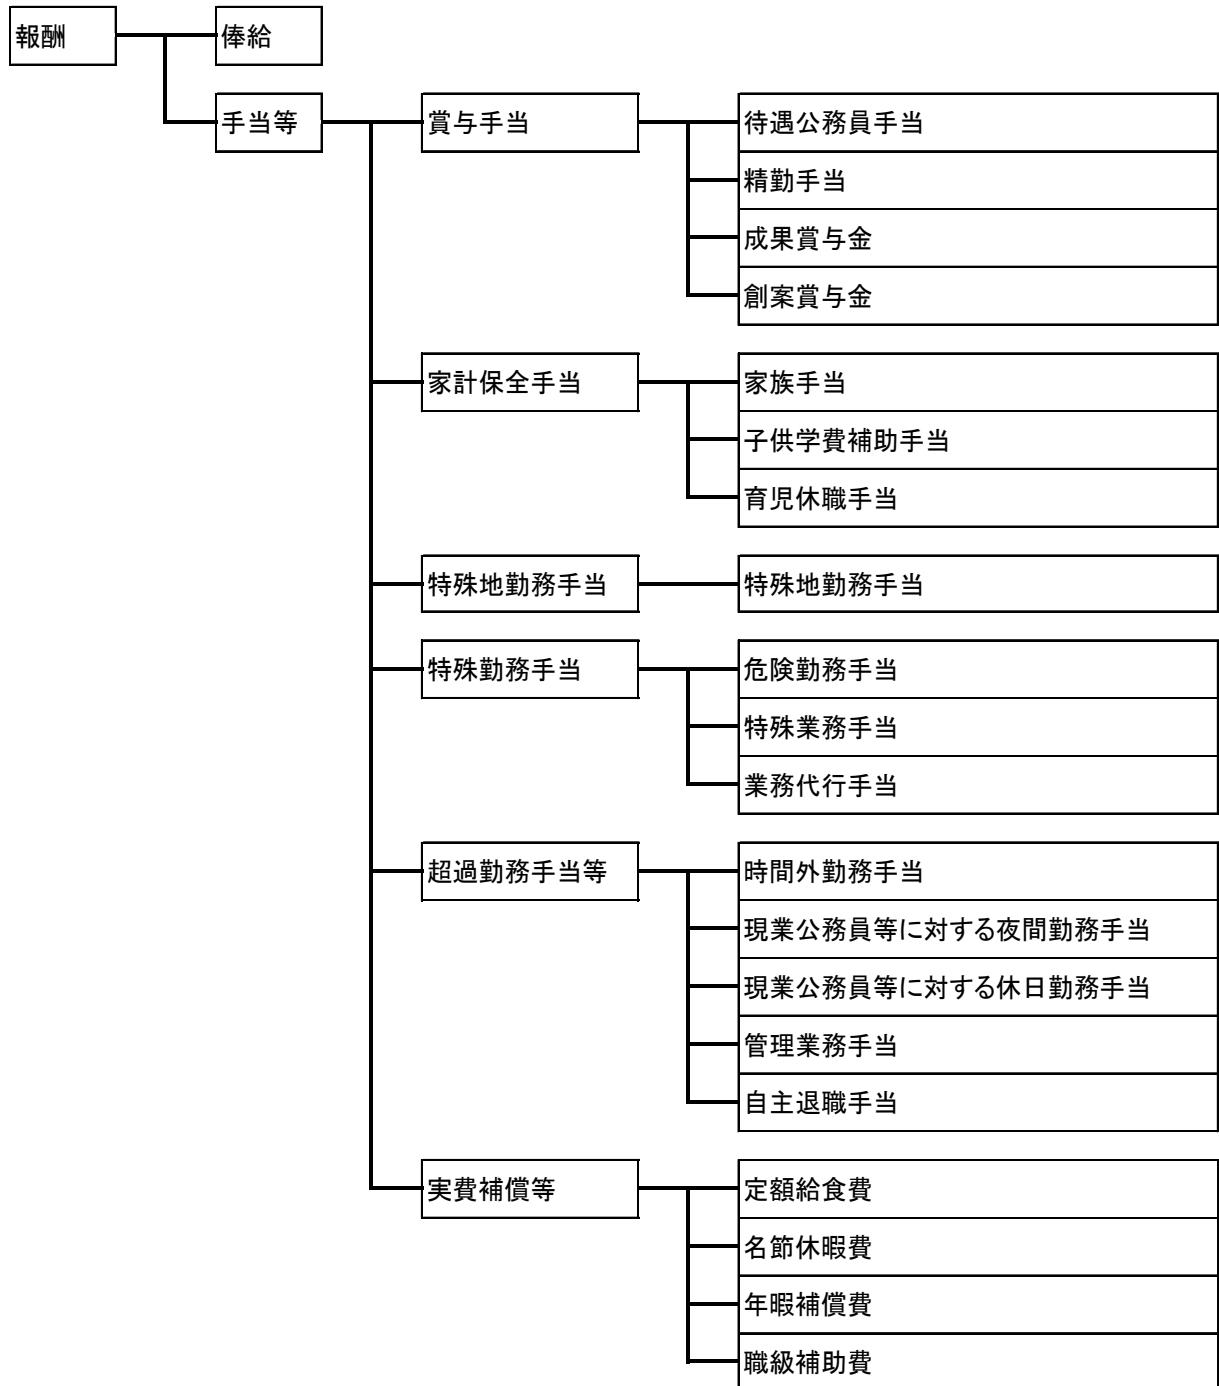 報酬
俸給
手当等
賞与手当
待遇公務員手当
精勤手当
成果賞与金
創案賞与金
家計保全手当
家族手当
子供学費補助手当
育児休職手当
特殊地勤務手当
特殊地勤務手当
特殊勤務手当
危険勤務手当
特殊業務手当
業務代行手当
超過勤務手当等
時間外勤務手当
現業公務員等に対する夜間勤務手当
現業公務員等に対する休日勤務手当
管理業務手当
自主退職手当
実費補償等
定額給食費
名節休暇費
年暇補償費
職級補助費